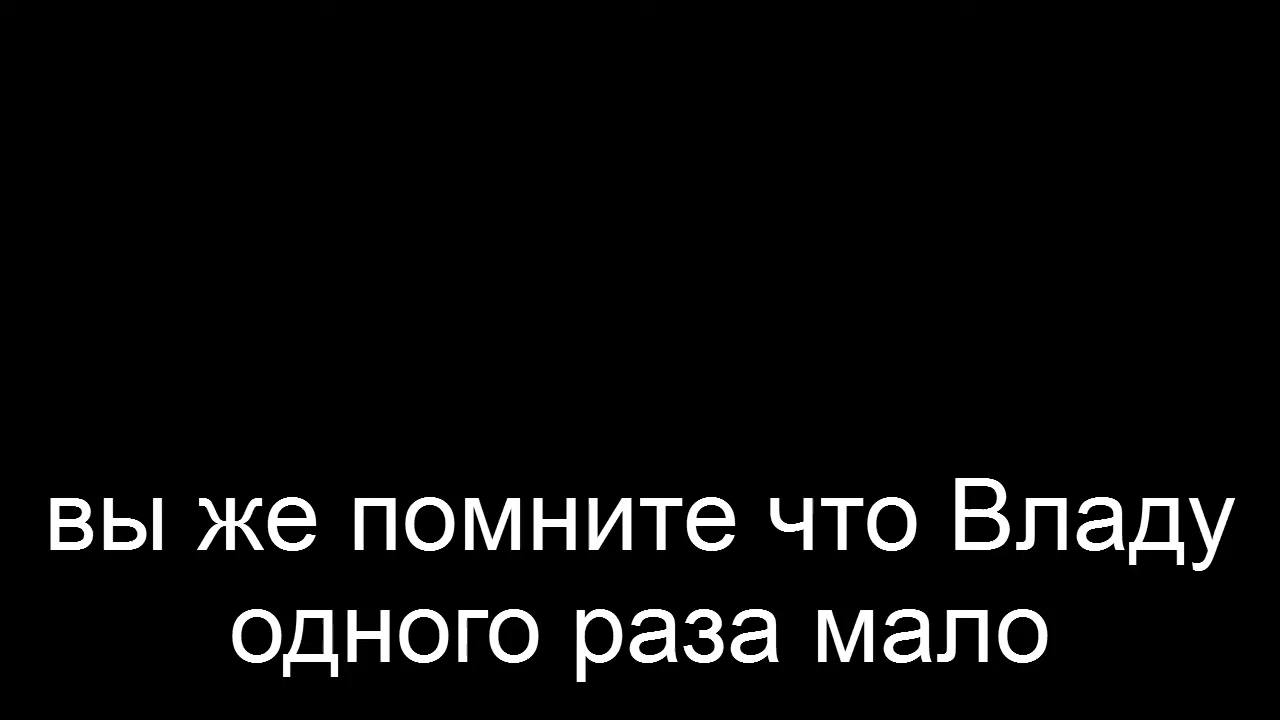 вы же помните что Владу
одного раза мало